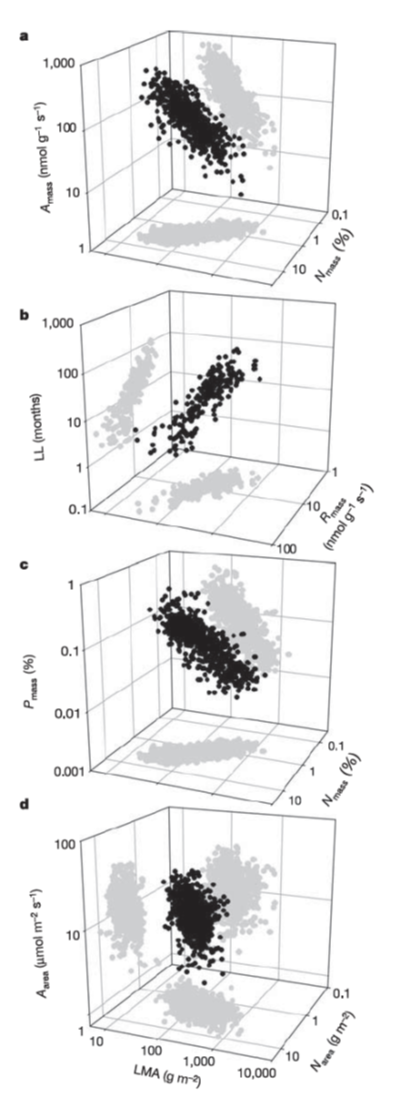 a
1,000
100
10
1
A_mass (nmol g⁻¹ s⁻¹)
0.1
1
10
N_mass (%)
b
1,000
100
10
1
0.1
LL (months)
1
10
100
R_mass
(nmol g⁻¹ s⁻¹)
c
1
0.1
0.01
0.001
P_mass (%)
0.1
1
10
N_mass (%)
d
100
10
1
A_area (µmol m⁻² s⁻¹)
0.1
1
10
N_area (g m⁻²)
10
100
1,000
10,000
LMA (g m⁻²)